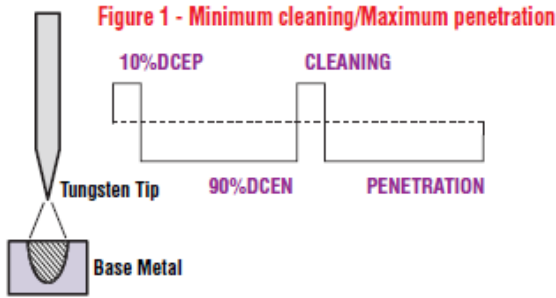 Figure 1 - Minimum cleaning/Maximum penetration
10%DCEP CLEANING
Tungsten Tip 90%DCEN PENETRATION
Base Metal